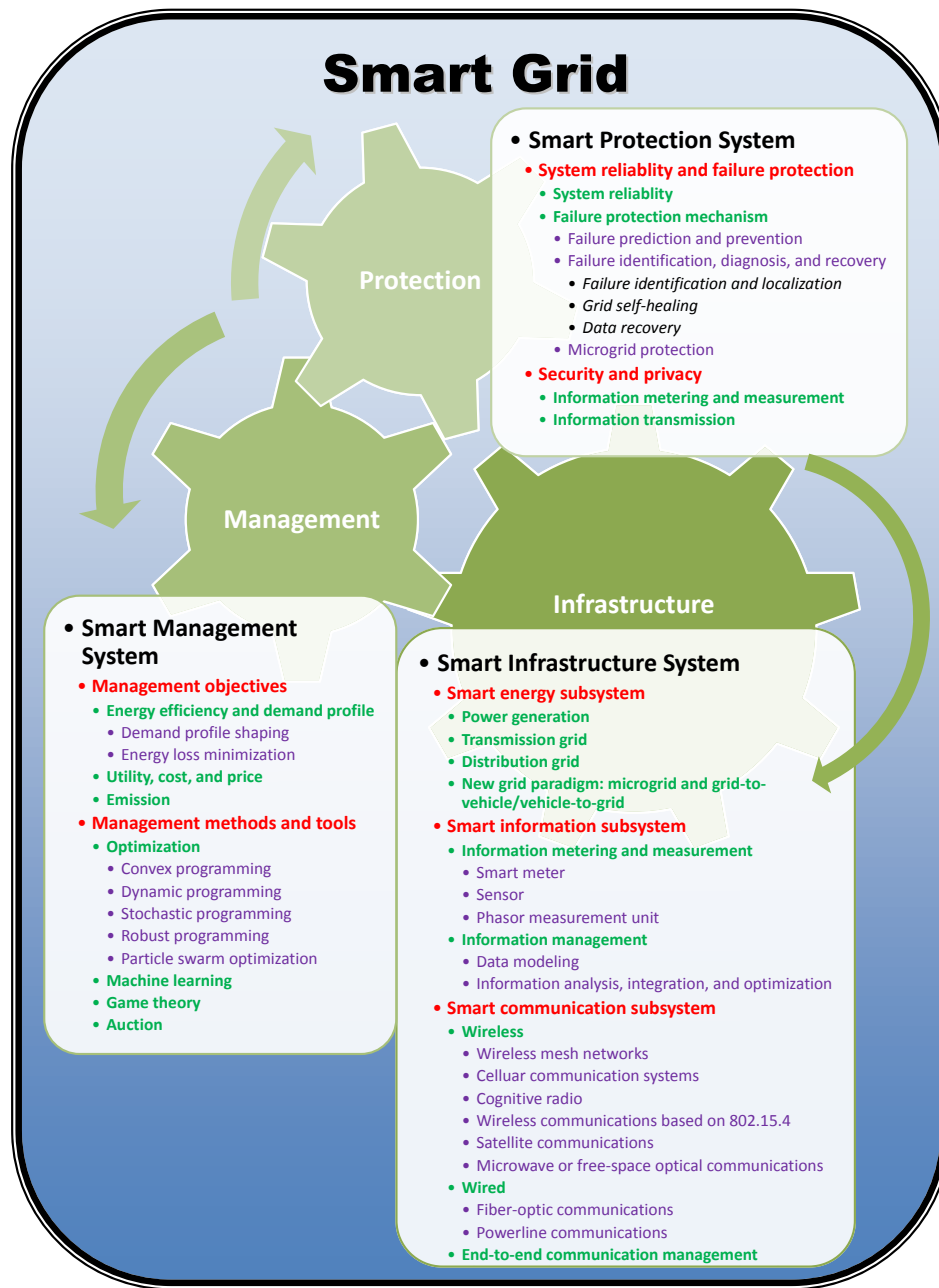 Smart Grid
Protection
• Smart Protection System
• System reliablity and failure protection
• System reliablity
• Failure protection mechanism
• Failure prediction and prevention
• Failure identification, diagnosis, and recovery
• Failure identification and localization
• Grid self-healing
• Data recovery
• Microgrid protection
• Security and privacy
• Information metering and measurement
• Information transmission
Management
Infrastructure
• Smart Management
System
• Management objectives
• Energy efficiency and demand profile
• Demand profile shaping
• Energy loss minimization
• Utility, cost, and price
• Emission
• Management methods and tools
• Optimization
• Convex programming
• Dynamic programming
• Stochastic programming
• Robust programming
• Particle swarm optimization
• Machine learning
• Game theory
• Auction
• Smart Infrastructure System
• Smart energy subsystem
• Power generation
• Transmission grid
• Distribution grid
• New grid paradigm: microgrid and grid-to-
vehicle/vehicle-to-grid
• Smart information subsystem
• Information metering and measurement
• Smart meter
• Sensor
• Phasor measurement unit
• Information management
• Data modeling
• Information analysis, integration, and optimization
• Smart communication subsystem
• Wireless
• Wireless mesh networks
• Celluar communication systems
• Cognitive radio
• Wireless communications based on 802.15.4
• Satellite communications
• Microwave or free-space optical communications
• Wired
• Fiber-optic communications
• Powerline communications
• End-to-end communication management